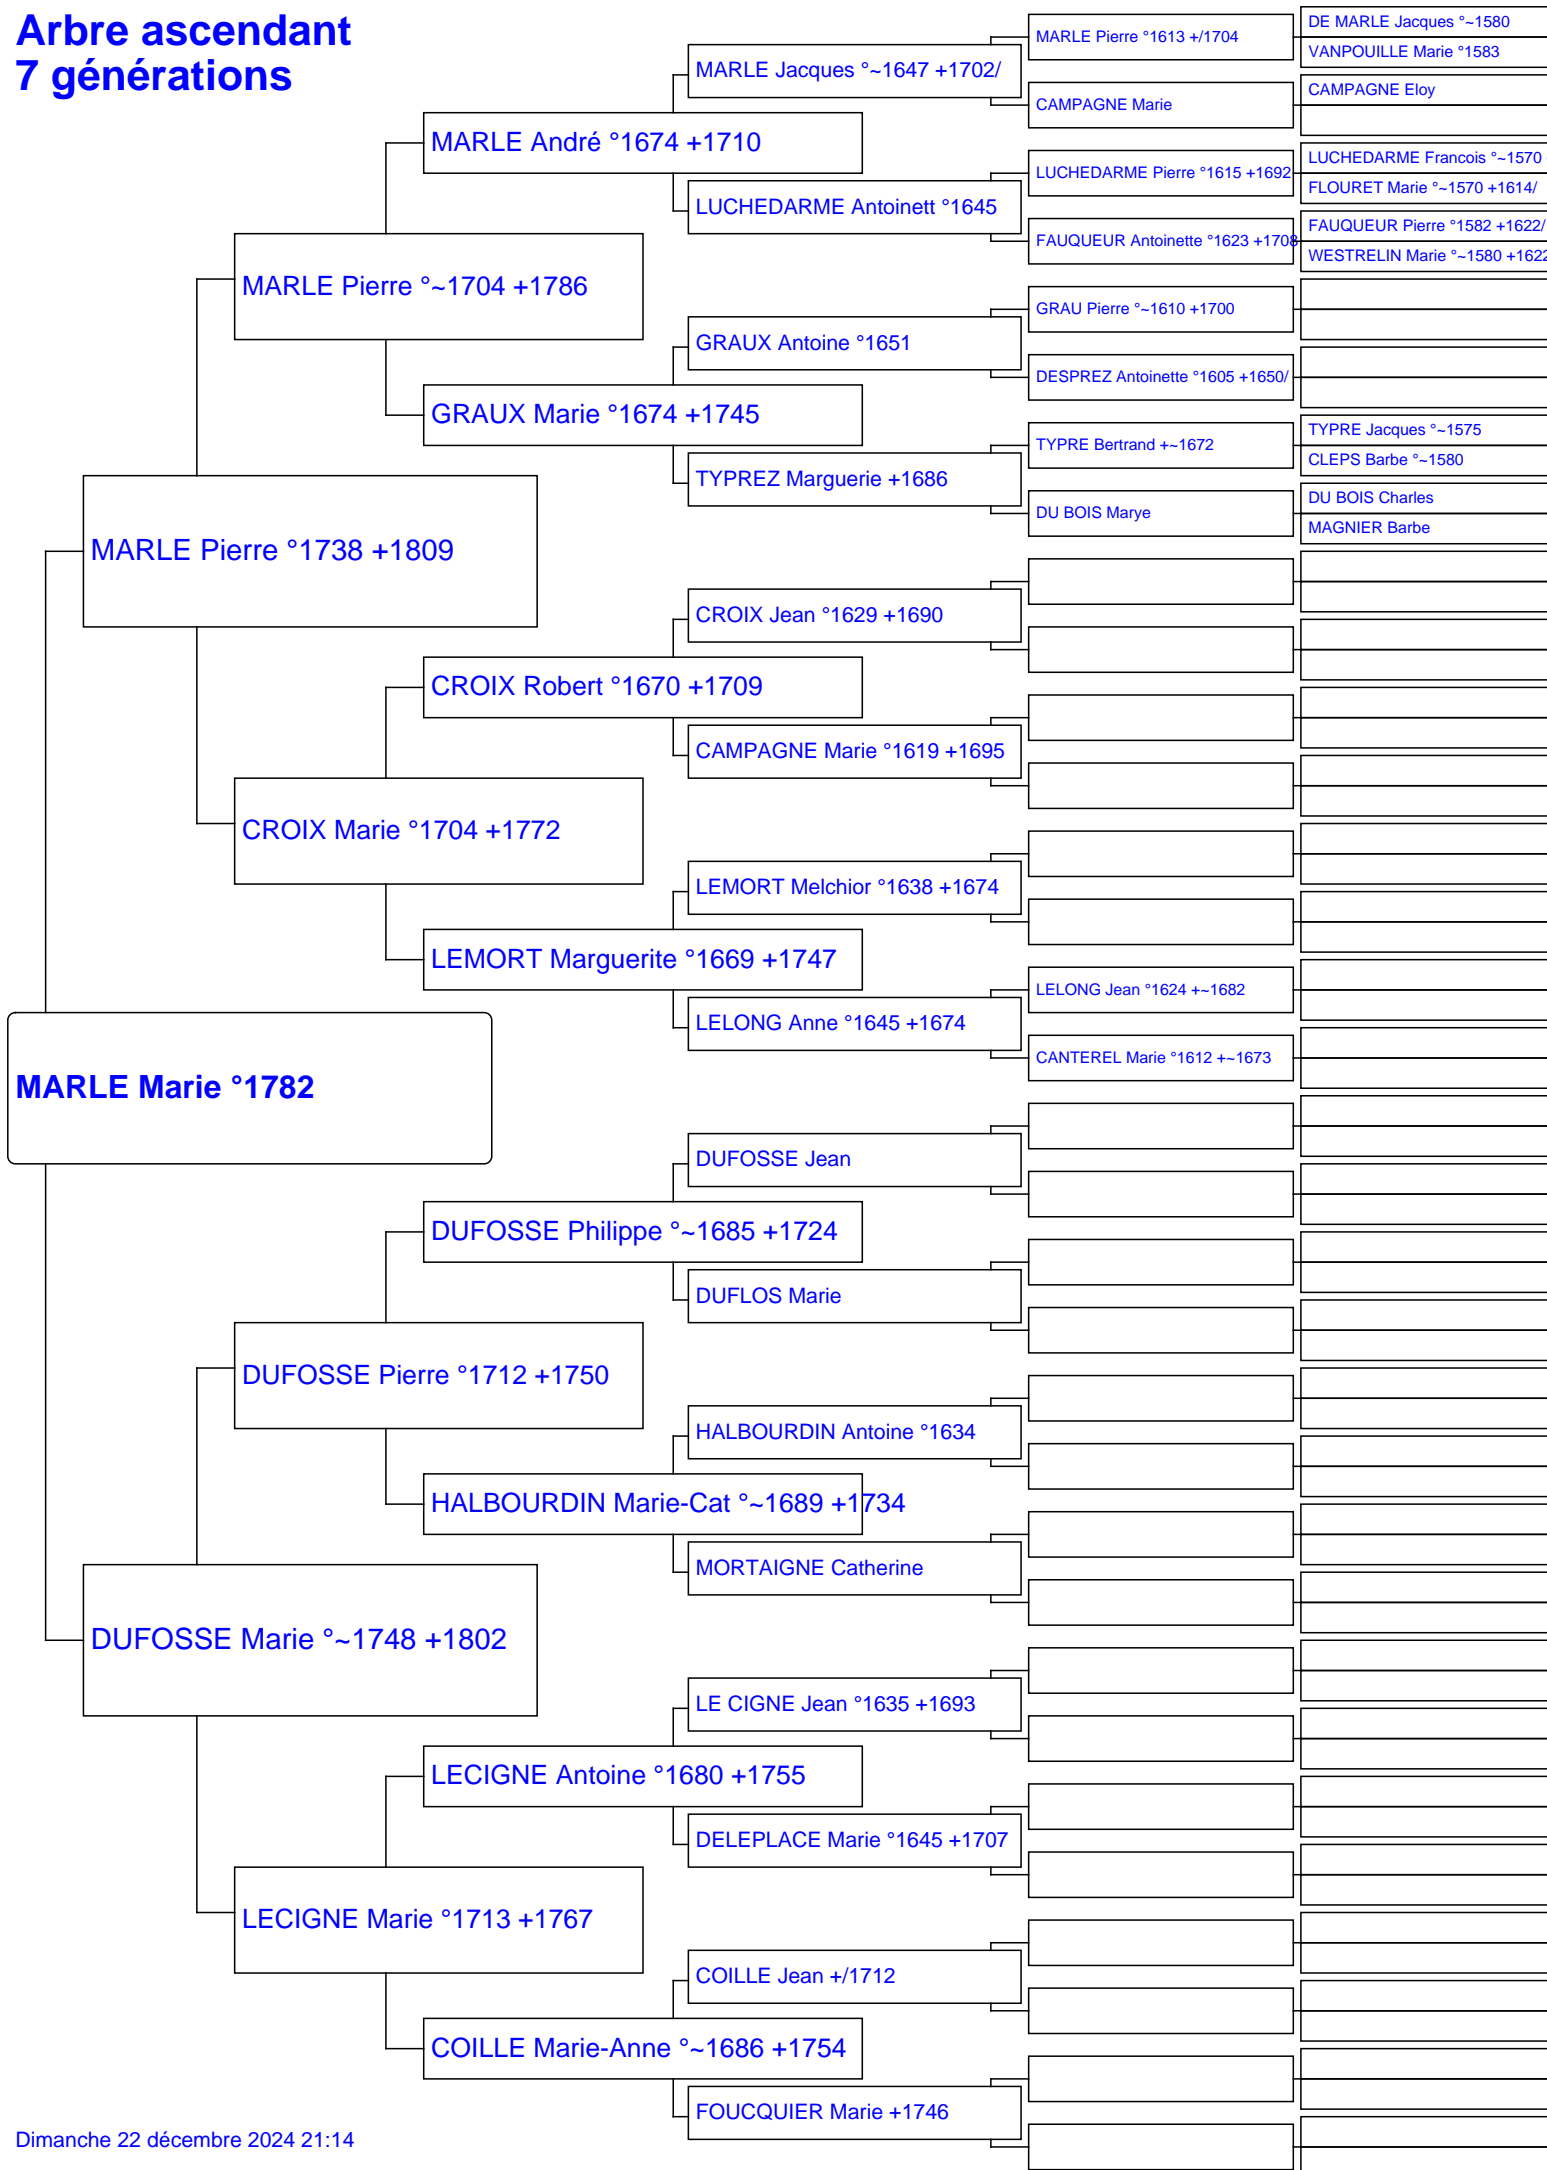 Arbre ascendant
7 générations
DE MARLE Jacques °~1580
MARLE Pierre °1613 +/1704
VANPOUILLE Marie °1583
MARLE Jacques °~1647 +1702/
CAMPAGNE Eloy
CAMPAGNE Marie
MARLE André °1674 +1710
LUCHEDARME Francois °~1570
LUCHEDARME Pierre °1615 +1692
FLOURET Marie °~1570 +1614/
LUCHEDARME Antoinett °1645
FAUQUEUR Pierre °1582 +1622/
FAUQUEUR Antoinette °1623 +1708
WESTRELIN Marie °~1580 +1622
MARLE Pierre °~1704 +1786
GRAU Pierre °~1610 +1700
GRAUX Antoine °1651
DESPREZ Antoinette °1605 +1650/
GRAUX Marie °1674 +1745
TYPRE Jacques °~1575
TYPRE Bertrand +~1672
CLEPS Barbe °~1580
TYPREZ Marguerie +1686
DU BOIS Charles
DU BOIS Marye
MAGNIER Barbe
MARLE Pierre °1738 +1809
CROIX Jean °1629 +1690
CROIX Robert °1670 +1709
CAMPAGNE Marie °1619 +1695
CROIX Marie °1704 +1772
LEMORT Melchior °1638 +1674
LEMORT Marguerite °1669 +1747
LELONG Jean °1624 +~1682
LELONG Anne °1645 +1674
CANTEREL Marie °1612 +~1673
MARLE Marie °1782
DUFOSSE Jean
DUFOSSE Philippe °~1685 +1724
DUFLOS Marie
DUFOSSE Pierre °1712 +1750
HALBOURDIN Antoine °1634
HALBOURDIN Marie-Cat °~1689 +1734
MORTAIGNE Catherine
DUFOSSE Marie °~1748 +1802
LE CIGNE Jean °1635 +1693
LECIGNE Antoine °1680 +1755
DELEPLACE Marie °1645 +1707
LECIGNE Marie °1713 +1767
COILLE Jean +/1712
COILLE Marie-Anne °~1686 +1754
FOUCQUIER Marie +1746
Dimanche 22 décembre 2024 21:14